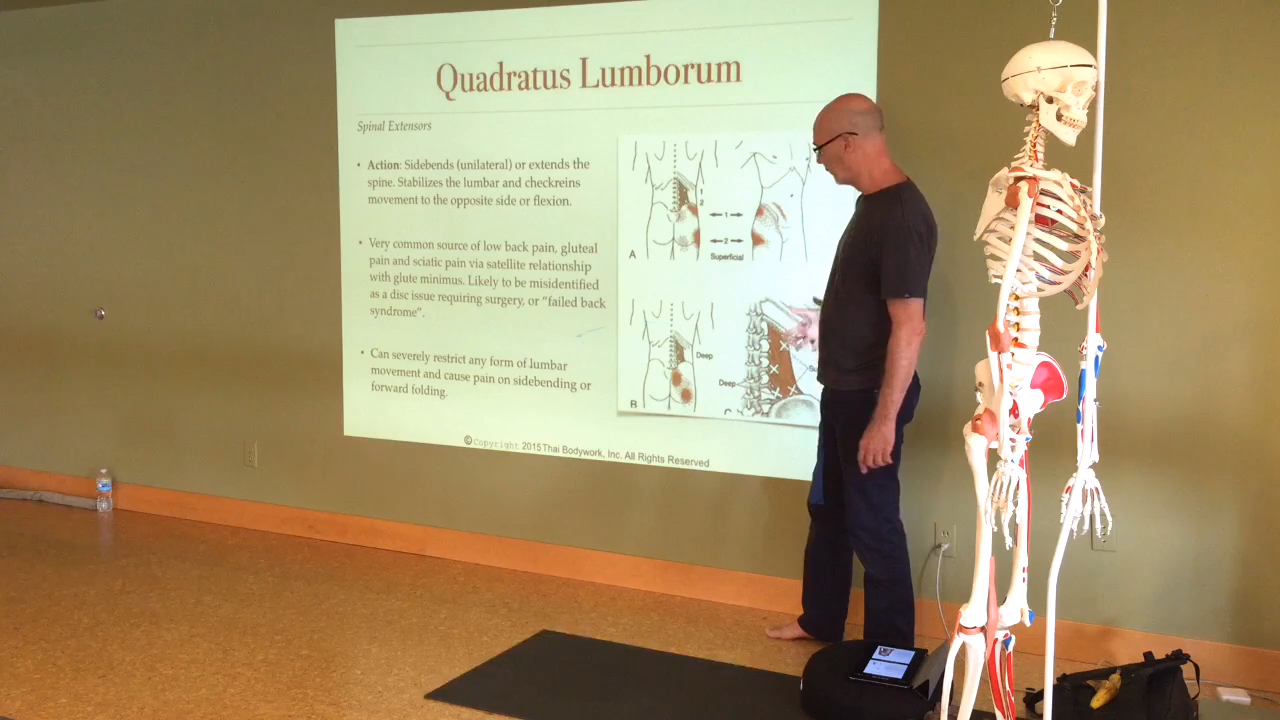 Quadratus Lumborum
Spinal Extensors
• Action: Sidebends (unilateral) or extends the
spine. Stabilizes the lumbar and checkreins
movement to the opposite side or flexion.
• Very common source of low back pain, gluteal
pain and sciatic pain via satellite relationship
with glute minimus. Likely to be misidentified
as a disc issue requiring surgery, or “failed back
syndrome”.
• Can severely restrict any form of lumbar
movement and cause pain on sidebending or
forward folding.
1
2
1
2
A
Superficial
Deep
Deep
B
© Copyright 2015 Thai Bodywork, Inc. All Rights Reserved